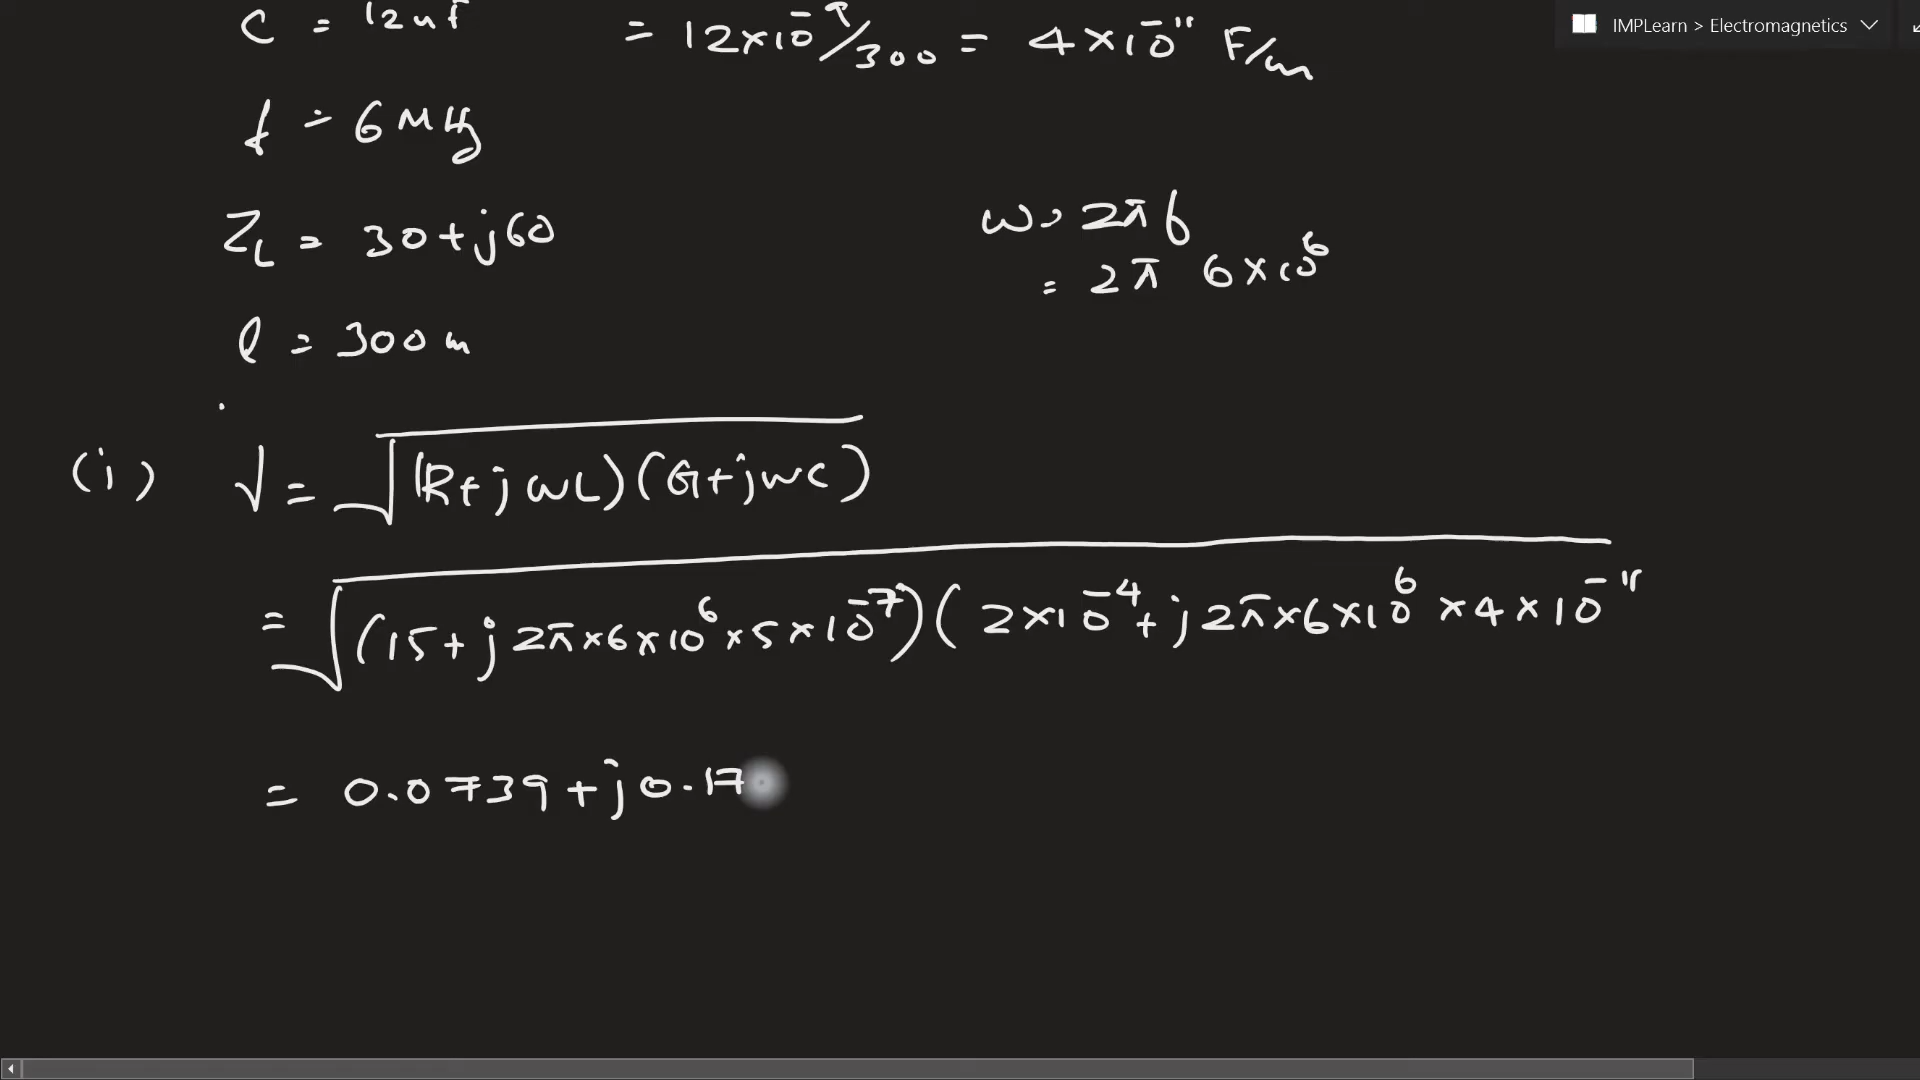 IMPLearn > Electromagnetics
C = 12nf = 12×10⁻⁹/300 = 4×10⁻¹¹ F/m
f = 6MHz
Z_L = 30+j60
ω = 2πf
= 2π 6×10⁶
l = 300m
(i) γ = √(R+jωL)(G+jωC)
= √(15+j2π×6×10⁶×5×10⁻⁷)(2×10⁻⁴+j2π×6×10⁶×4×10⁻¹¹
= 0.0739+j0.17